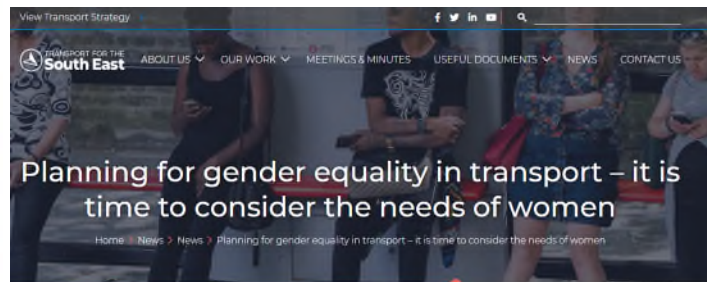 View Transport Strategy
TRANSPORT FOR THE
South East
ABOUT US
OUR WORK
MEETINGS & MINUTES
USEFUL DOCUMENTS
NEWS
CONTACT US
Planning for gender equality in transport – it is
time to consider the needs of women
Home > News > News > Planning for gender equality in transport – it is time to consider the needs of women